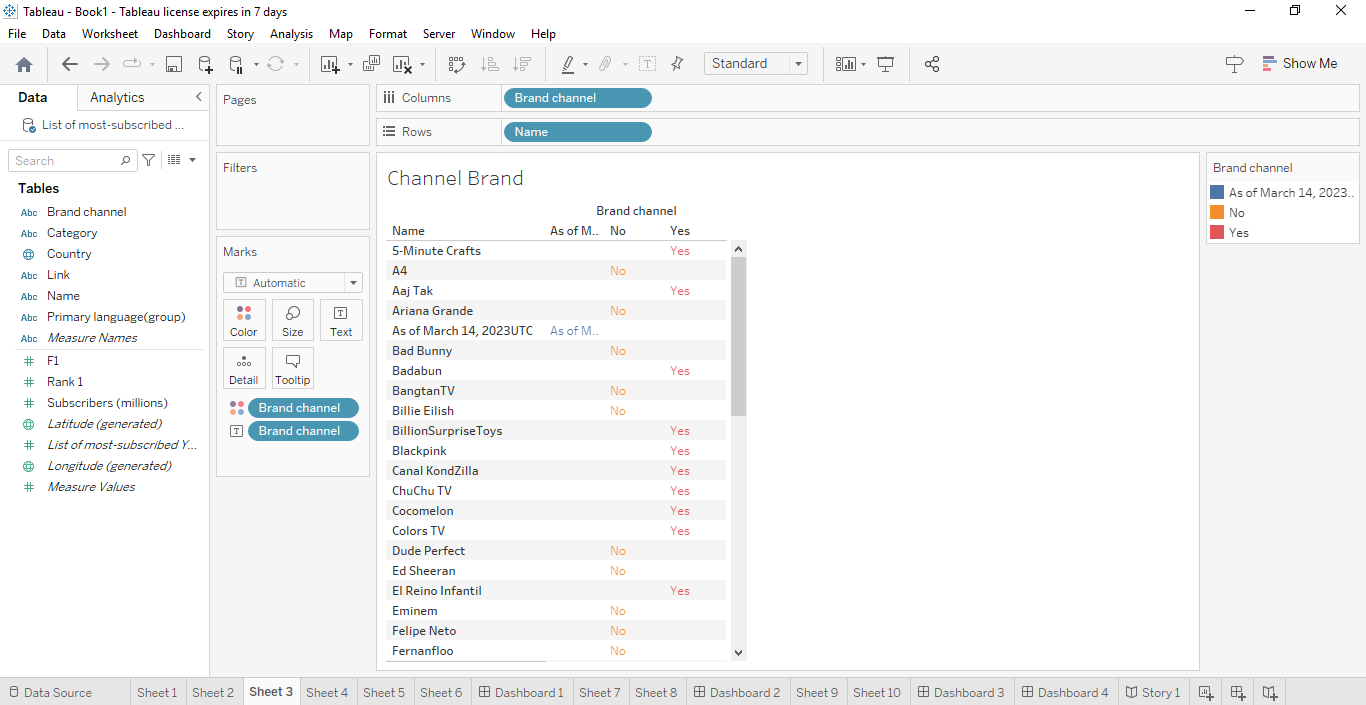 Tableau - Book1 - Tableau license expires in 7 days
File Data Worksheet Dashboard Story Analysis Map Format Server Window Help
Standard
Show Me
Data Analytics
List of most-subscribed ...
Search
Tables
Abc Brand channel
Abc Category
Country
Abc Link
Abc Name
Abc Primary language(group)
Abc Measure Names
F1
Rank 1
Subscribers (millions)
Latitude (generated)
List of most-subscribed Y...
Longitude (generated)
Measure Values
Pages
Filters
Marks
T Automatic
Color Size Text
Detail Tooltip
Brand channel
T Brand channel
Columns Brand channel
Rows Name
Channel Brand
Brand channel
Name As of M.. No Yes
5-Minute Crafts Yes
A4 No
Aaj Tak Yes
Ariana Grande No
As of March 14, 2023UTC As of M..
Bad Bunny No
Badabun Yes
BangtanTV No
Billie Eilish No
BillionSurpriseToys Yes
Blackpink Yes
Canal KondZilla Yes
ChuChu TV Yes
Cocomelon Yes
Colors TV Yes
Dude Perfect No
Ed Sheeran No
El Reino Infantil Yes
Eminem No
Felipe Neto No
Fernanfloo No
Brand channel
As of March 14, 2023..
No
Yes
Data Source Sheet 1 Sheet 2 Sheet 3 Sheet 4 Sheet 5 Sheet 6 Dashboard 1 Sheet 7 Sheet 8 Dashboard 2 Sheet 9 Sheet 10 Dashboard 3 Dashboard 4 Story 1